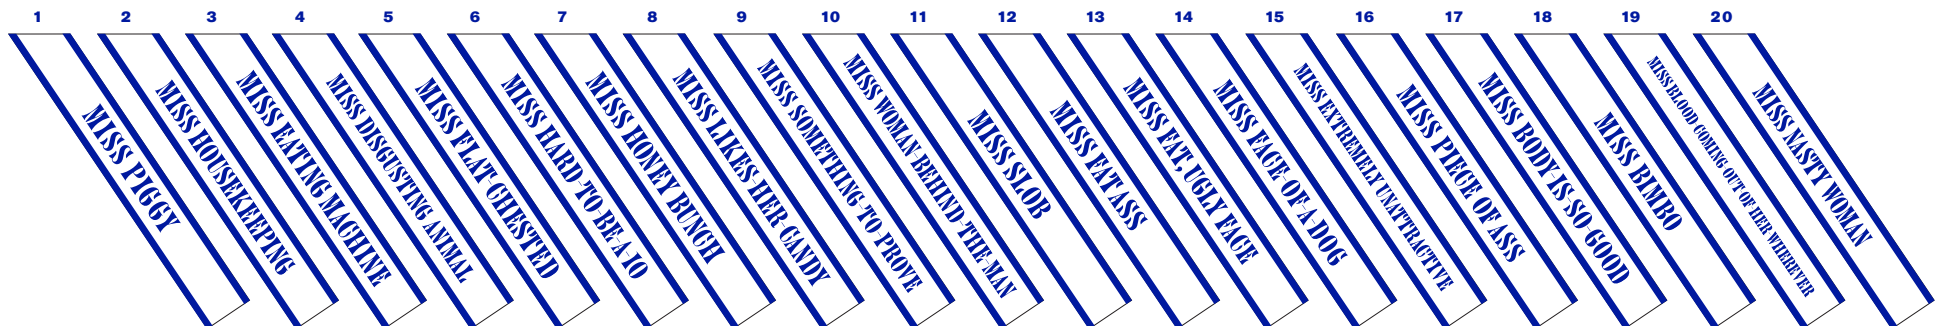 1 2 3 4 5 6 7 8 9 10 11 12 13 14 15 16 17 18 19 20
MISS PIGGY
MISS HOUSEKEEPING
MISS EATING MACHINE
MISS DISGUSTING ANIMAL
MISS FLAT CHESTED
MISS HARD-TO-BE-A-10
MISS HONEY BUNCH
MISS LIKES HER CANDY
MISS SOMETHING TO PROVE
MISS WOMAN-BEHIND-THE-MAN
MISS SLOB
MISS FAT ASS
MISS FAT, UGLY FACE
MISS FACE-OF-A-DOG
MISS EXTREMELY UNATTRACTIVE
MISS PIECE OF ASS
MISS BODY-IS-SO-GOOD
MISS BIMBO
MISS BLOOD COMING OUT OF HER WHEREVER
MISS NASTY WOMAN